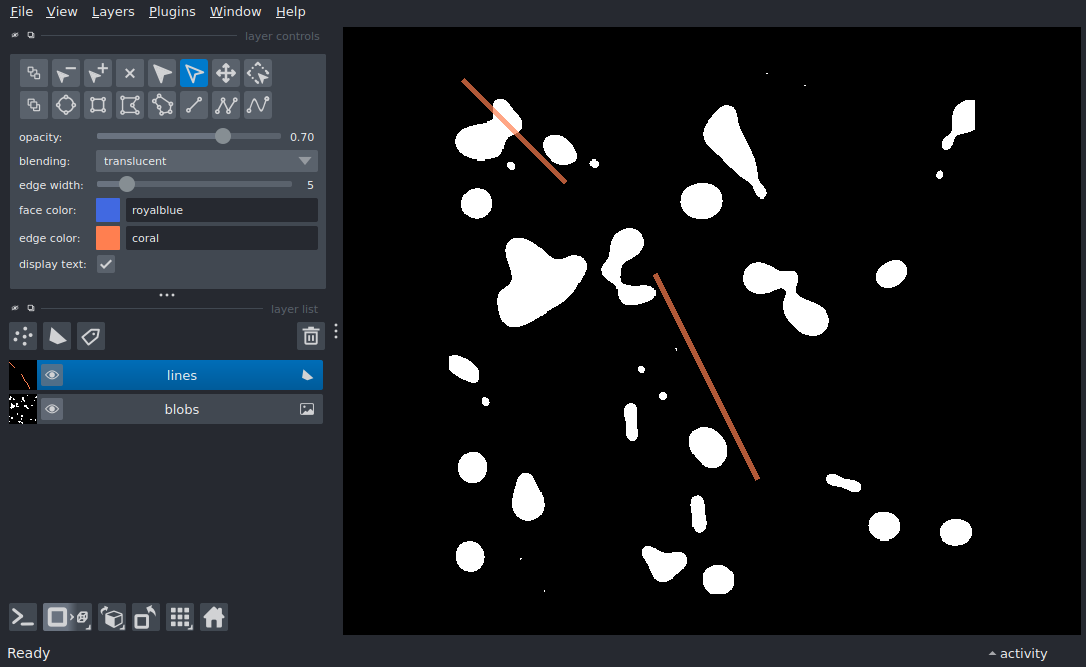 File View Layers Plugins Window Help
layer controls
opacity: 0.70
blending: translucent
edge width: 5
face color: royalblue
edge color: coral
display text:
layer list
lines
blobs
Ready
activity